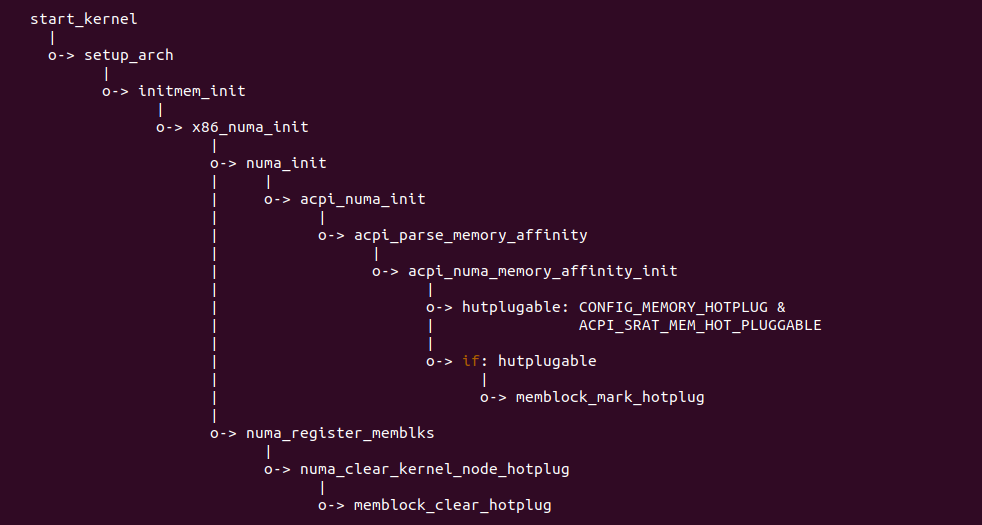 start_kernel
|
o-> setup_arch
|
o-> initmem_init
|
o-> x86_numa_init
|
o-> numa_init
| |
| o-> acpi_numa_init
| |
| o-> acpi_parse_memory_affinity
| |
| o-> acpi_numa_memory_affinity_init
| |
| o-> hutplugable: CONFIG_MEMORY_HOTPLUG &
| | ACPI_SRAT_MEM_HOT_PLUGGABLE
| |
| o-> if: hutplugable
| |
| o-> memblock_mark_hotplug
|
o-> numa_register_memblks
|
o-> numa_clear_kernel_node_hotplug
|
o-> memblock_clear_hotplug